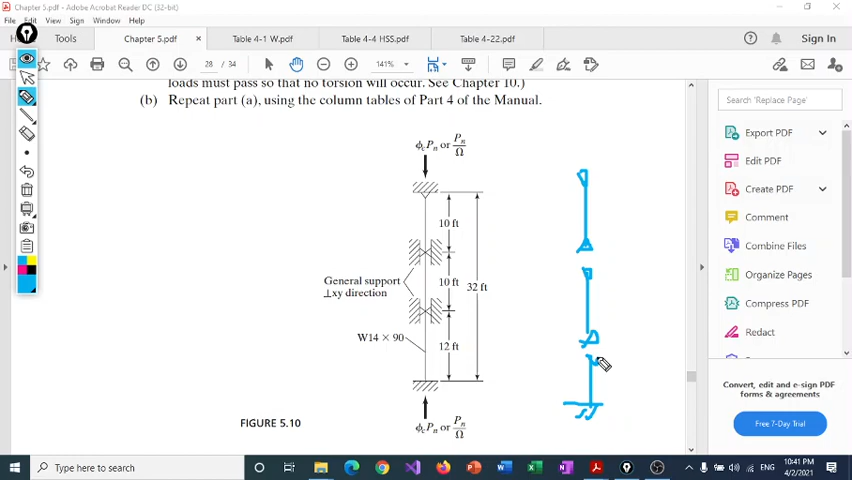 Chapter 5.pdf - Adobe Acrobat Reader DC (32-bit)
File Edit View Sign Window Help
Tools Chapter 5.pdf × Table 4-1 W.pdf Table 4-4 HSS.pdf Table 4-22.pdf Sign In
28 / 34 141%
loads must pass so that no torsion will occur. See Chapter 10.)
(b) Repeat part (a), using the column tables of Part 4 of the Manual.
ϕcPn or Pn/Ω
10 ft
General support
⊥xy direction
10 ft
32 ft
W14 × 90
12 ft
FIGURE 5.10
ϕcPn or Pn/Ω
Search 'Replace Page'
Export PDF
Edit PDF
Create PDF
Comment
Combine Files
Organize Pages
Compress PDF
Redact
Convert, edit and e-sign PDF
forms & agreements
Free 7-Day Trial
Type here to search
ENG
10:41 PM
4/2/2021